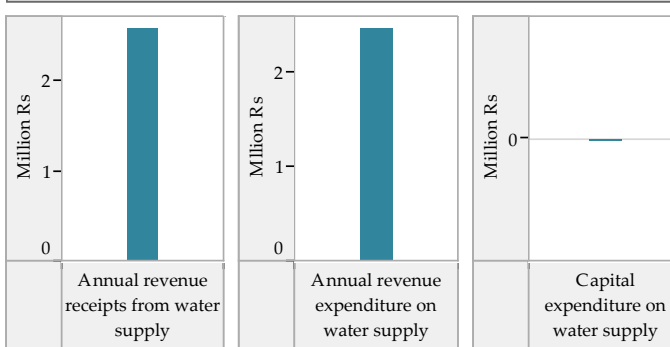 Million Rs
2
1
0
Annual revenue
receipts from water
supply
Million Rs
2
1
0
Annual revenue
expenditure on
water supply
Million Rs
0
Capital
expenditure on
water supply